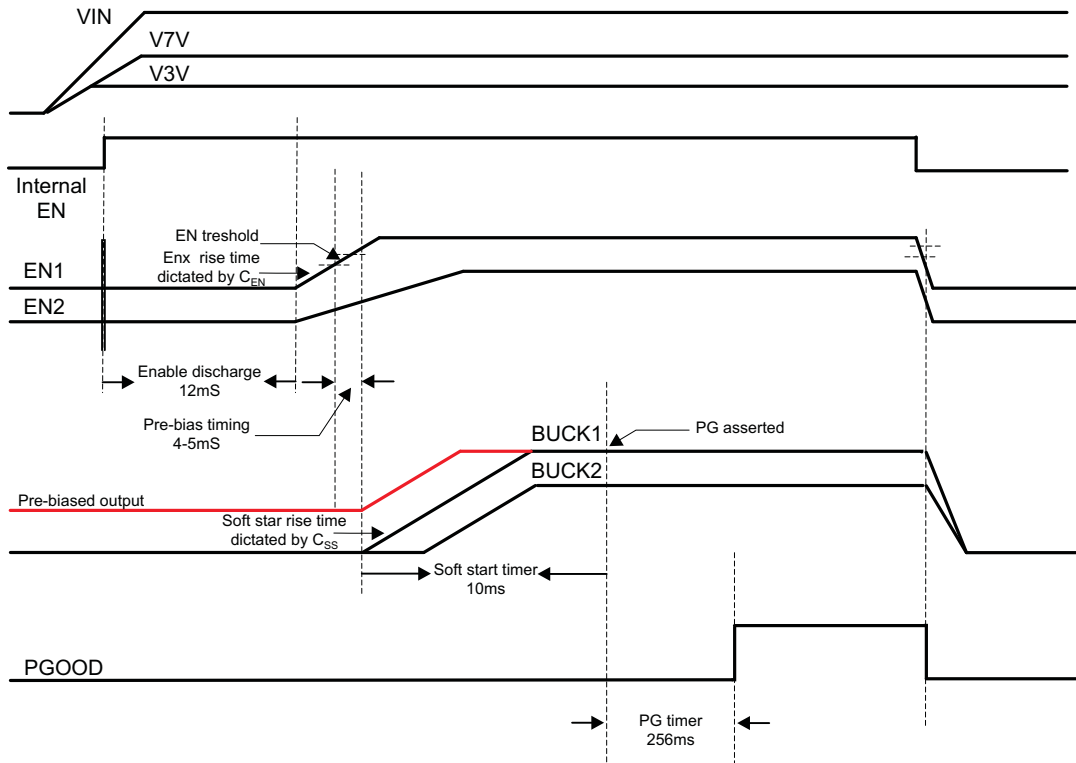 VIN
V7V
V3V
Internal
EN
EN treshold
Enx rise time
dictated by CEN
EN1
EN2
Enable discharge
12mS
Pre-bias timing
4-5mS
BUCK1
PG asserted
BUCK2
Pre-biased output
Soft star rise time
dictated by CSS
Soft start timer
10ms
PGOOD
PG timer
256ms